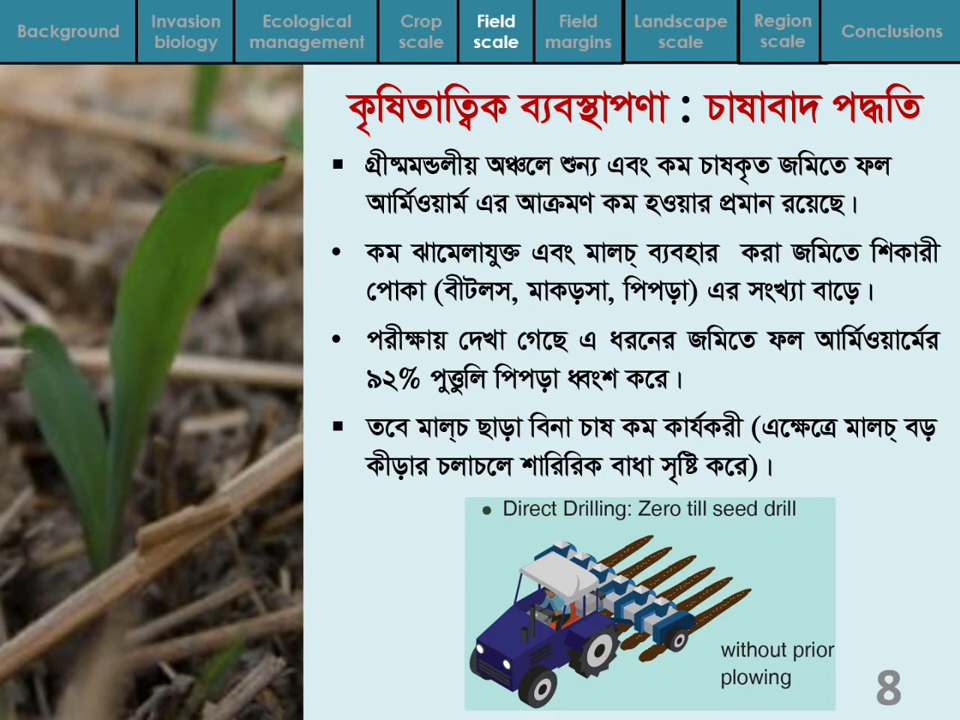 Background
Invasion biology
Ecological management
Crop scale
Field scale
Field margins
Landscape scale
Region scale
Conclusions
কৃষিতাত্বিক ব্যবস্থাপণা : চাষাবাদ পদ্ধতি
▪ গ্রীষ্মমন্ডলীয় অঞ্চলে শুন্য এবং কম চাষকৃত জমিতে ফল
আর্মিওয়ার্ম এর আক্রমণ কম হওয়ার প্রমান রয়েছে।
• কম ঝামেলাযুক্ত এবং মালচ্ ব্যবহার করা জমিতে শিকারী
পোকা (বীটলস, মাকড়সা, পিপড়া) এর সংখ্যা বাড়ে।
• পরীক্ষায় দেখা গেছে এ ধরনের জমিতে ফল আর্মিওয়ার্মের
৯২% পুত্তুলি পিপড়া ধ্বংশ করে।
▪ তবে মাল্চ ছাড়া বিনা চাষ কম কার্যকরী (এক্ষেত্রে মালচ্ বড়
কীড়ার চলাচলে শারিরিক বাধা সৃষ্টি করে)।
• Direct Drilling: Zero till seed drill
without prior
plowing
8